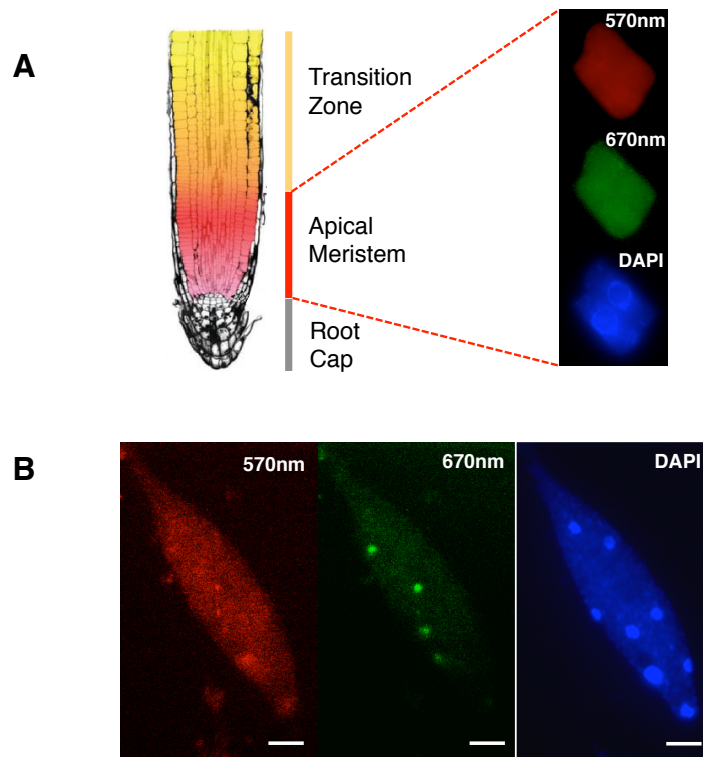 A
Transition
Zone
Apical
Meristem
Root
Cap
570nm
670nm
DAPI
B
570nm
670nm
DAPI